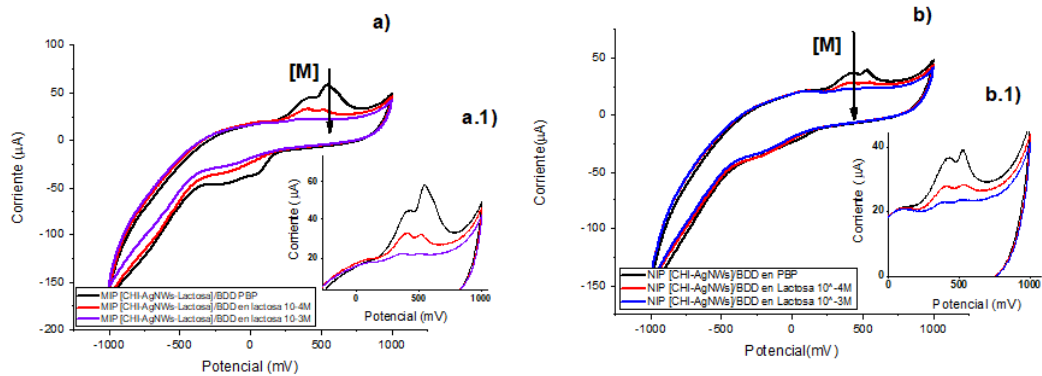 a)
[M]
a.1)
Corriente (µA)
100
50
0
-50
-100
-150
-200
-1000 -500 0 500 1000
Potencial (mV)
MIP [CHI-AgNWs-Lactosa]/BDD PBP
MIP [CHI-AgNWs-Lactosa]/BDD en lactosa 10-4M
MIP [CHI-AgNWs-Lactosa]/BDD en lactosa 10-3M
Corriente ( µA)
60
40
20
0 500 1000
Potencial (mV)
b)
[M]
b.1)
Corriente(µA)
50
0
-50
-100
-150
-1000 -500 0 500 1000
Potencial(mV)
NIP [CHI-AgNWs]/BDD en PBP
NIP [CHI-AgNWs]/BDD en Lactosa 10^-4M
NIP [CHI-AgNWs]/BDD en Lactosa 10^-3M
Corriente ( µA)
40
20
0
0 500 1000
Potencial (mV)